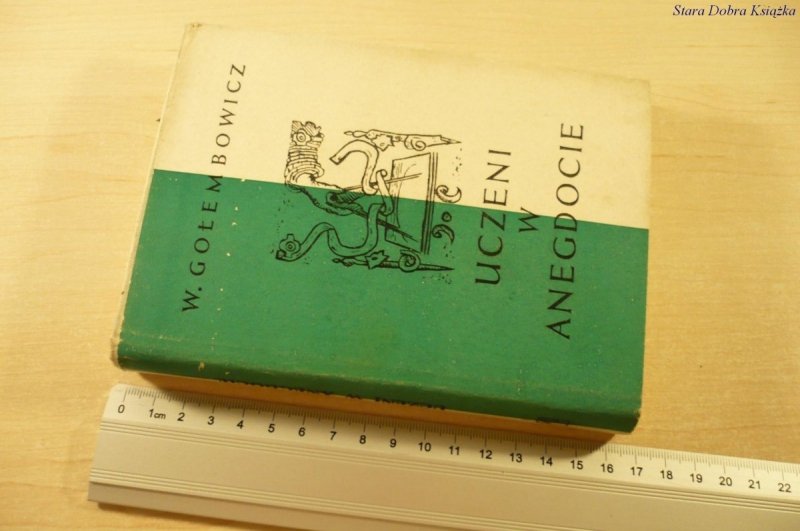 Stara Dobra Książka
W. GOŁEMBOWICZ
UCZENI
W
ANEGDOCIE
0 1cm 2 3 4 5 6 7 8 9 10 11 12 13 14 15 16 17 18 19 20 21 22